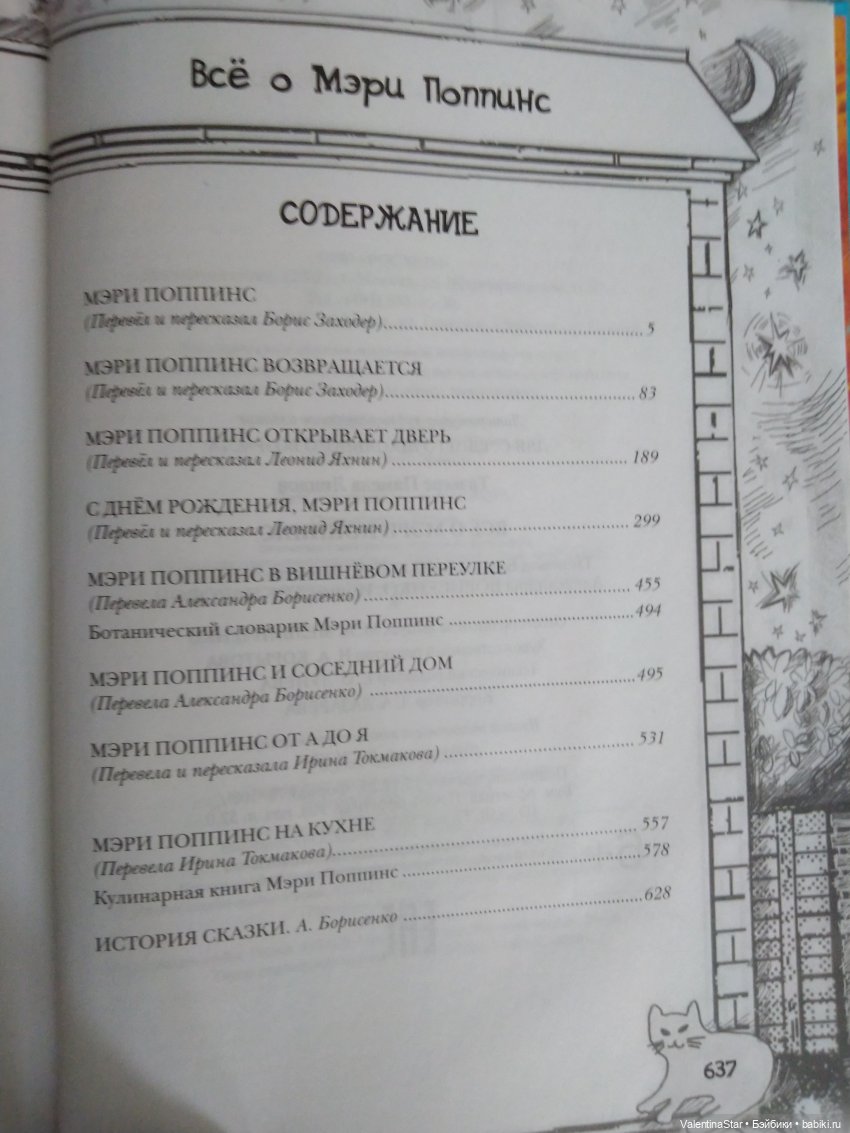 Всё о Мэри Поппинс
СОДЕРЖАНИЕ
МЭРИ ПОППИНС
(Перевёл и пересказал Борис Заходер)..........5
МЭРИ ПОППИНС ВОЗВРАЩАЕТСЯ
(Перевёл и пересказал Борис Заходер)..........83
МЭРИ ПОППИНС ОТКРЫВАЕТ ДВЕРЬ
(Перевёл и пересказал Леонид Яхнин)..........189
С ДНЁМ РОЖДЕНИЯ, МЭРИ ПОППИНС
(Перевёл и пересказал Леонид Яхнин)..........299
МЭРИ ПОППИНС В ВИШНЁВОМ ПЕРЕУЛКЕ
(Перевела Александра Борисенко)..........455
Ботанический словарик Мэри Поппинс..........494
МЭРИ ПОППИНС И СОСЕДНИЙ ДОМ
(Перевела Александра Борисенко)..........495
МЭРИ ПОППИНС ОТ А ДО Я
(Перевела и пересказала Ирина Токмакова)..........531
МЭРИ ПОППИНС НА КУХНЕ
(Перевела Ирина Токмакова)..........557
Кулинарная книга Мэри Поппинс..........578
ИСТОРИЯ СКАЗКИ. А. Борисенко..........628
637
ValentinaStar • Бэйбики • babiki.ru